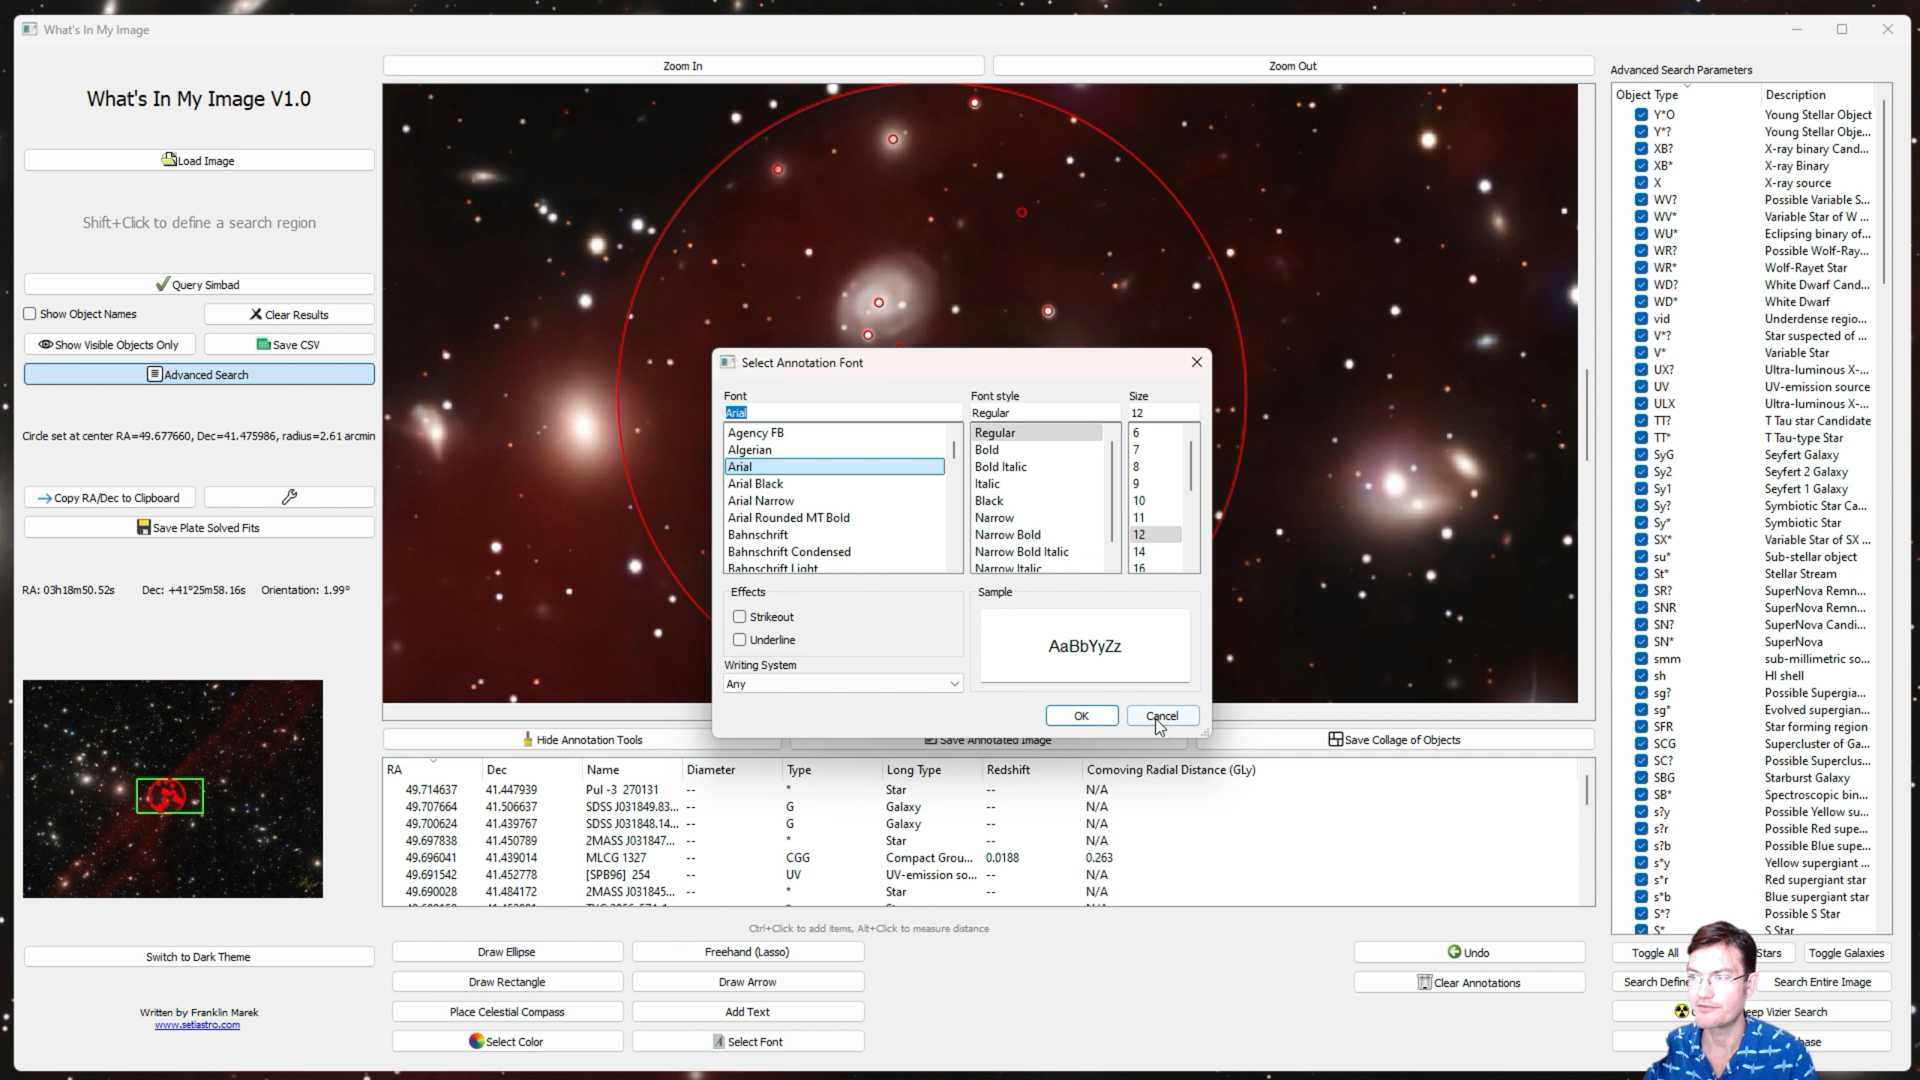 What's In My Image
Zoom In
Zoom Out
Advanced Search Parameters
What's In My Image V1.0
Load Image
Shift+Click to define a search region
Query Simbad
Show Object Names
Clear Results
Show Visible Objects Only
Save CSV
Advanced Search
Circle set at center RA=49.677660, Dec=41.475986, radius=2.61 arcmin
Copy RA/Dec to Clipboard
Save Plate Solved Fits
RA: 03h18m50.52s Dec: +41°25m58.16s Orientation: 1.99°
Switch to Dark Theme
Written by Franklin Marek
www.setiastro.com
Select Annotation Font
Font
Arial
Agency FB
Algerian
Arial
Arial Black
Arial Narrow
Arial Rounded MT Bold
Bahnschrift
Bahnschrift Condensed
Bahnschrift Light
Font style
Regular
Regular
Bold
Bold Italic
Italic
Black
Narrow
Narrow Bold
Narrow Bold Italic
Narrow Italic
Size
12
6
7
8
9
10
11
12
14
16
Effects
Strikeout
Underline
Writing System
Any
Sample
AaBbYyZz
OK
Cancel
Hide Annotation Tools
Save Annotated Image
Save Collage of Objects
RA Dec Name Diameter Type Long Type Redshift Comoving Radial Distance (GLy)
49.714637 41.447939 Pul -3 270131 -- * Star -- N/A
49.707664 41.506637 SDSS J031849.83... -- G Galaxy -- N/A
49.700624 41.439767 SDSS J031848.14... -- G Galaxy -- N/A
49.697838 41.450789 2MASS J031847... -- * Star -- N/A
49.696041 41.439014 MLCG 1327 -- CGG Compact Grou... 0.0188 0.263
49.691542 41.452778 [SPB96] 254 -- UV UV-emission so... -- N/A
49.690028 41.484172 2MASS J031845... -- * Star -- N/A
Ctrl+Click to add items, Alt+Click to measure distance
Draw Ellipse
Freehand (Lasso)
Undo
Draw Rectangle
Draw Arrow
Clear Annotations
Place Celestial Compass
Add Text
Select Color
Select Font
Object Type Description
Y*O Young Stellar Object
Y*? Young Stellar Obje...
XB? X-ray binary Cand...
XB* X-ray Binary
X X-ray source
WV? Possible Variable S...
WV* Variable Star of W ...
WU* Eclipsing binary of...
WR? Possible Wolf-Ray...
WR* Wolf-Rayet Star
WD? White Dwarf Cand...
WD* White Dwarf
vid Underdense regio...
V*? Star suspected of ...
V* Variable Star
UX? Ultra-luminous X-...
UV UV-emission source
ULX Ultra-luminous X-...
TT? T Tau star Candidate
TT* T Tau-type Star
SyG Seyfert Galaxy
Sy2 Seyfert 2 Galaxy
Sy1 Seyfert 1 Galaxy
Sy? Symbiotic Star Ca...
Sy* Symbiotic Star
SX* Variable Star of SX ...
su* Sub-stellar object
St* Stellar Stream
SR? SuperNova Remn...
SNR SuperNova Remn...
SN? SuperNova Candi...
SN* SuperNova
smm sub-millimetric so...
sh HI shell
sg? Possible Supergia...
sg* Evolved supergian...
SFR Star forming region
SCG Supercluster of Ga...
SC? Possible Superclus...
SBG Starburst Galaxy
SB* Spectroscopic bin...
s?y Possible Yellow su...
s?r Possible Red supe...
s?b Possible Blue supe...
s*y Yellow supergiant ...
s*r Red supergiant star
s*b Blue supergiant star
S*? Possible S Star
S* S Star
Toggle All
Stars
Toggle Galaxies
Search Define
Search Entire Image
eep Vizier Search